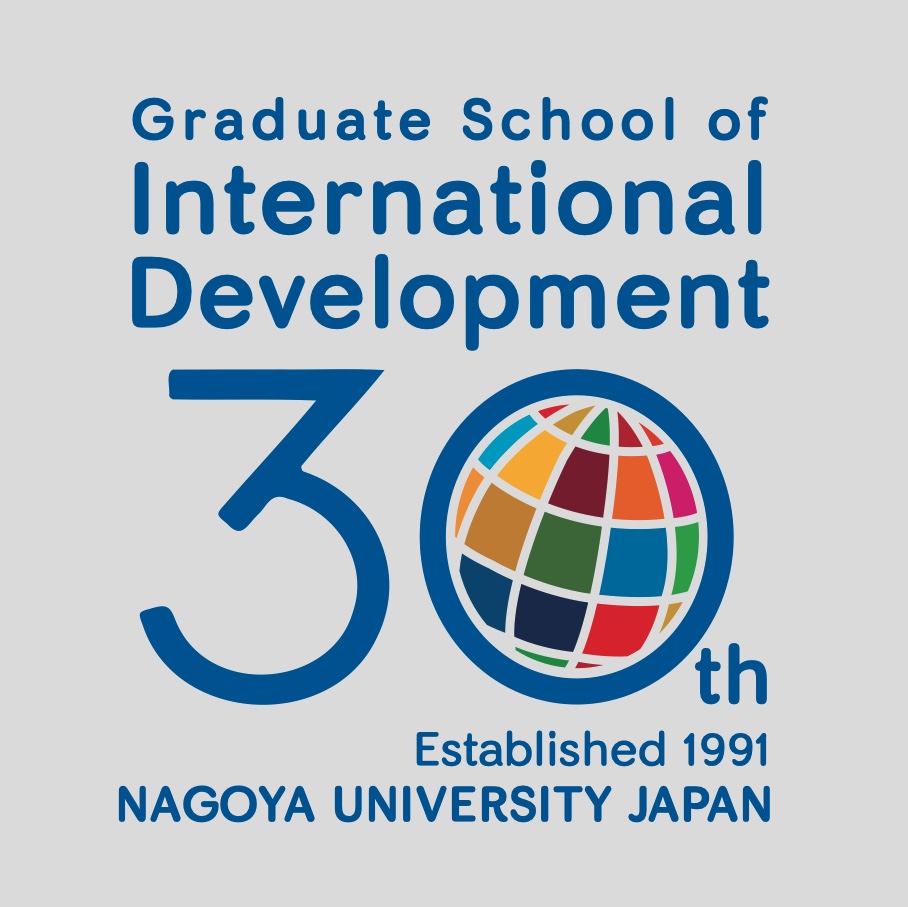 Graduate School of
International
Development
30th
Established 1991
NAGOYA UNIVERSITY JAPAN